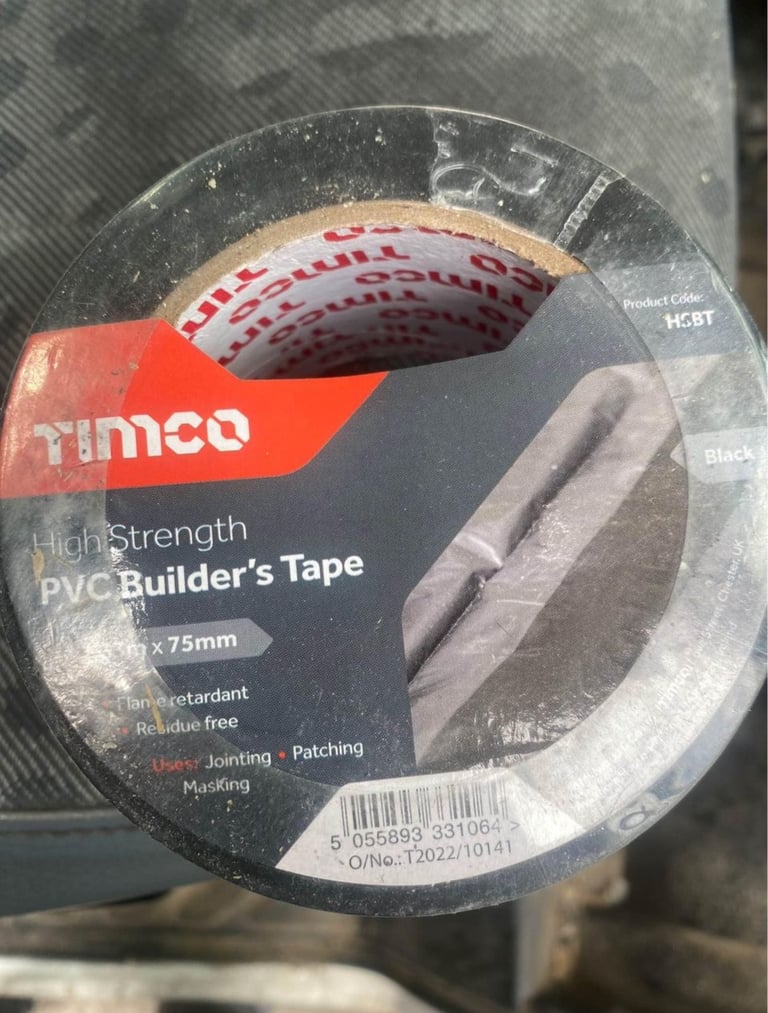 TIMCO
Product Code:
HSBT
TIMCO
Black
High Strength
PVC Builder's Tape
m x 75mm
Flame retardant
• Residue free
Uses: Jointing • Patching
Masking
5 055893 331064 >
O/No.: T2022/10141